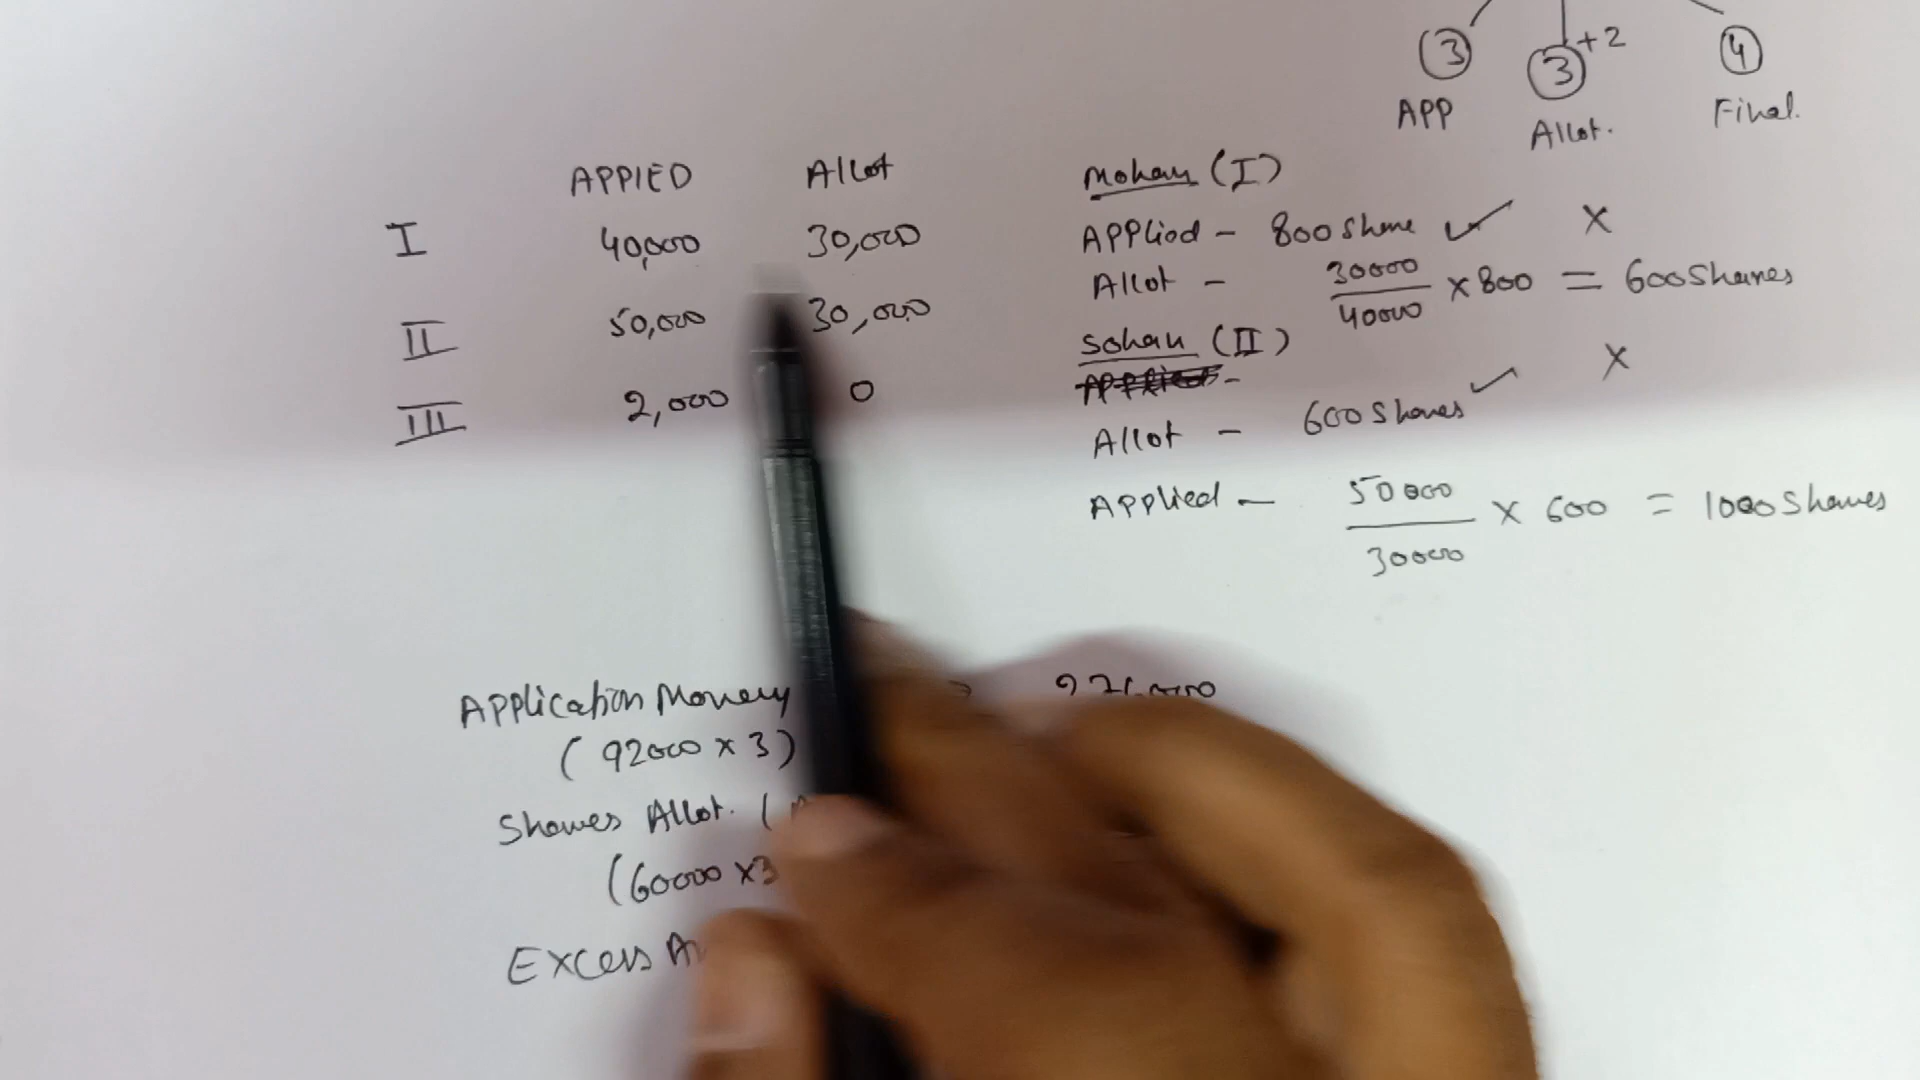 3 3 +2 4
APP Allot. Final.
APPIED Allot
I 40,000 30,000
II 50,000 30,000
III 2,000 0
Mohan (I)
APPliod - 800 Share ✓ X
Allot - 30000/40000 x 800 = 600 Shares
Sohan (II)
Allot - 600 Shares ✓ X
Applied - 50000/30000 x 600 = 1000 Shares
Application Money
(92000 x 3)
Shares Allot. (
(60000 x 3
Excess